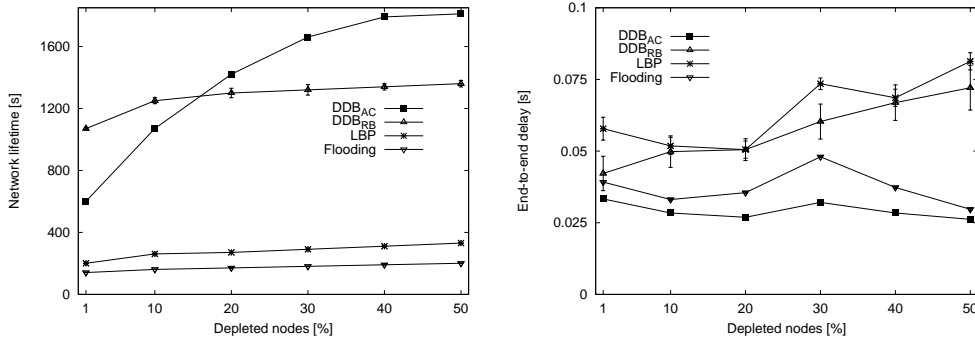 Network lifetime [s]
1600
1200
800
400
0
DDB_AC
DDB_RB
LBP
Flooding
1 10 20 30 40 50
Depleted nodes [%]
End-to-end delay [s]
0.1
0.075
0.05
0.025
0
DDB_AC
DDB_RB
LBP
Flooding
1 10 20 30 40 50
Depleted nodes [%]